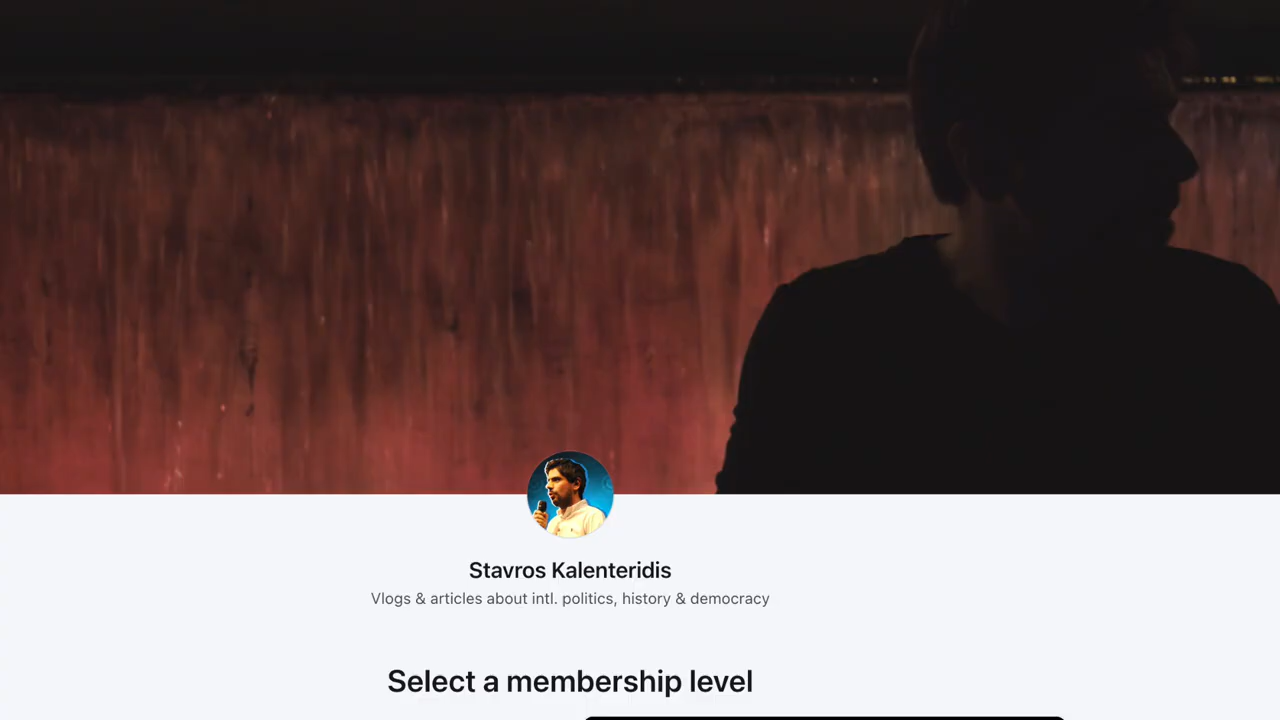 Stavros Kalenteridis
Vlogs & articles about intl. politics, history & democracy
Select a membership level